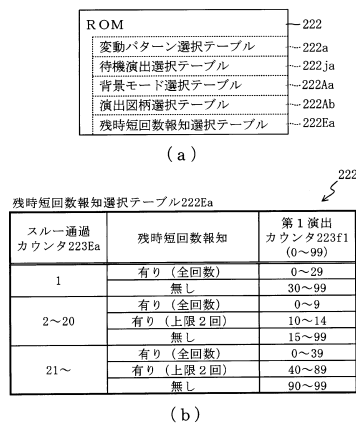 ROM 222
変動パターン選択テーブル 222a
待機演出選択テーブル 222ja
背景モード選択テーブル 222Aa
演出図柄選択テーブル 222Ab
残時短回数報知選択テーブル 222Ea
(a)
222
残時短回数報知選択テーブル222Ea
スルー通過
カウンタ223Ea
残時短回数報知
第1演出
カウンタ223f1
(0~99)
1 有り(全回数) 0~29
無し 30~99
2~20 有り(全回数) 0~9
有り(上限2回) 10~14
無し 15~99
21~ 有り(全回数) 0~39
有り(上限2回) 40~89
無し 90~99
(b)